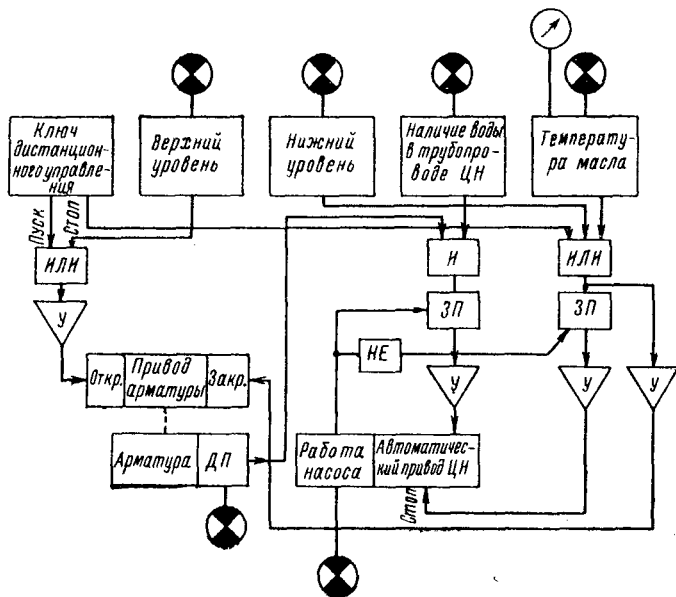 Ключ
дистанцион-
ного управле-
ния
Верхний
уровень
Нижний
уровень
Наличие воды
в трубопро-
воде ЦН
Температу-
ра масла
Пуск
Стоп
ИЛИ
И
ИЛИ
У
ЗП
ЗП
НЕ
У
У
У
Откр.
Привод
арматуры
Закр.
Арматура
ДП
Работа
насоса
Автоматичес-
кий привод ЦН
Стоп